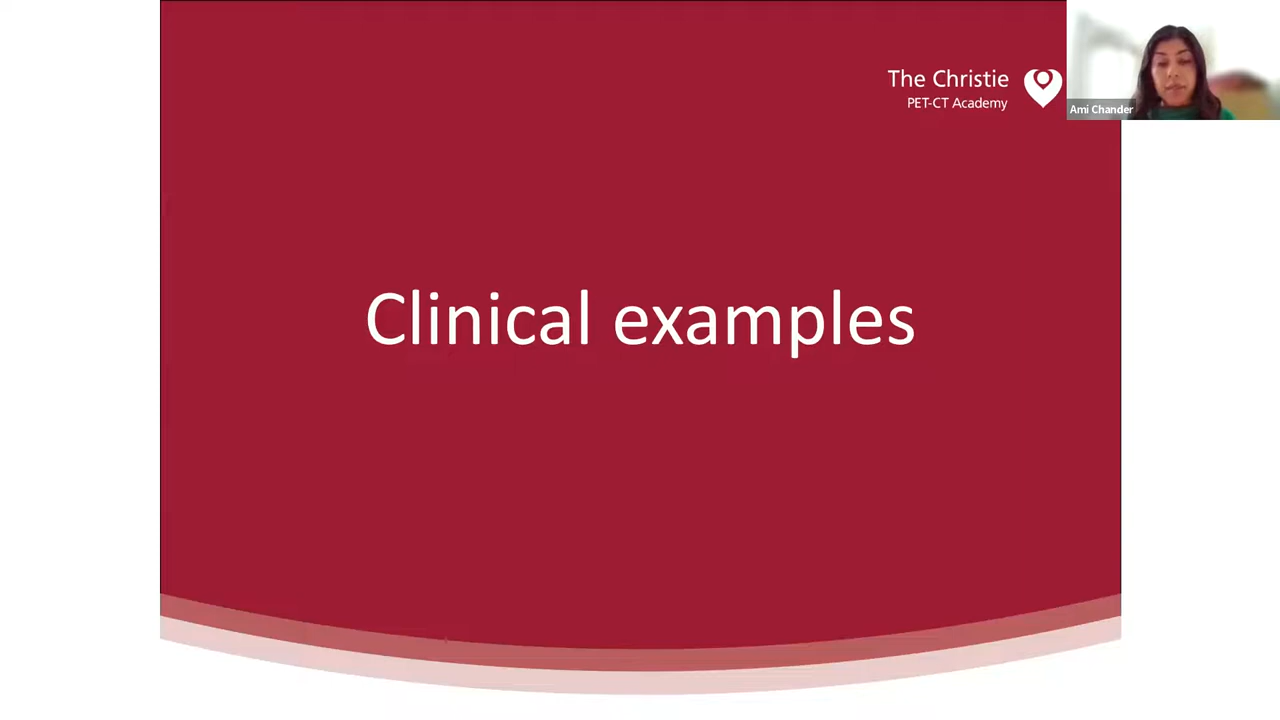 The Christie
PET-CT Academy
Ami Chander
Clinical examples